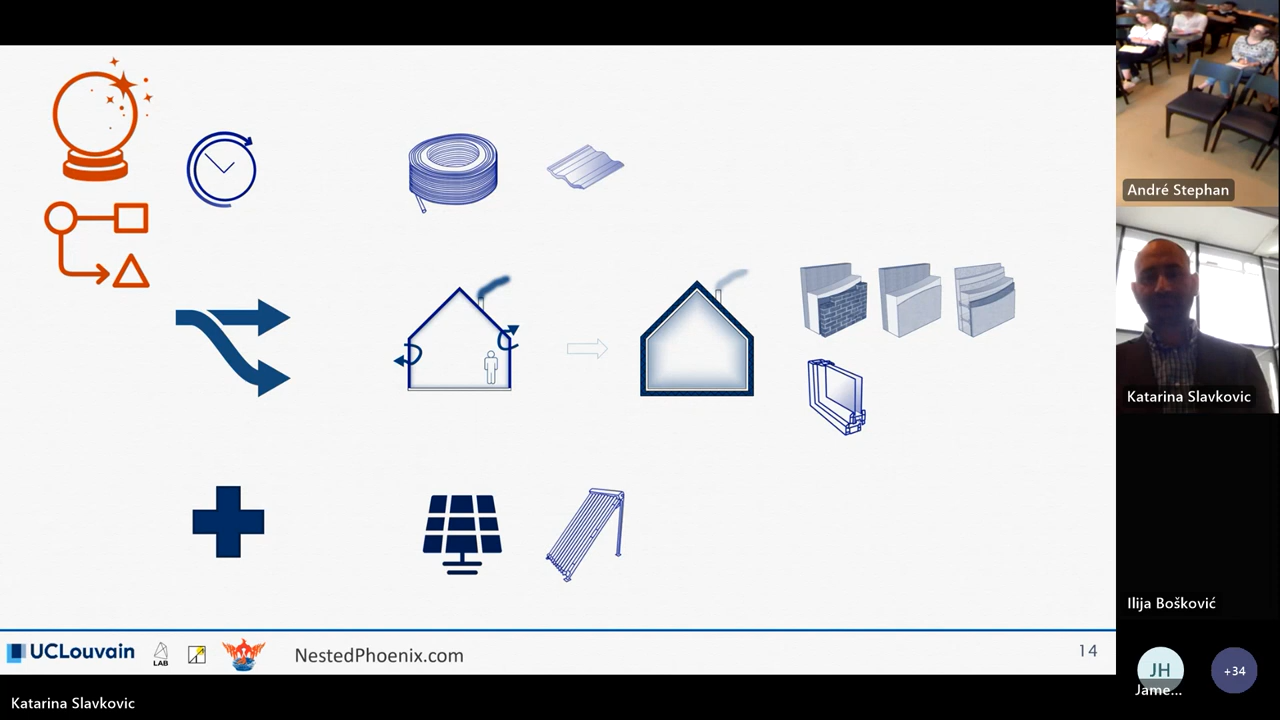 UCLouvain
LAB
NestedPhoenix.com
14
Katarina Slavkovic
André Stephan
Katarina Slavkovic
Ilija Bošković
JH
Jame...
+34